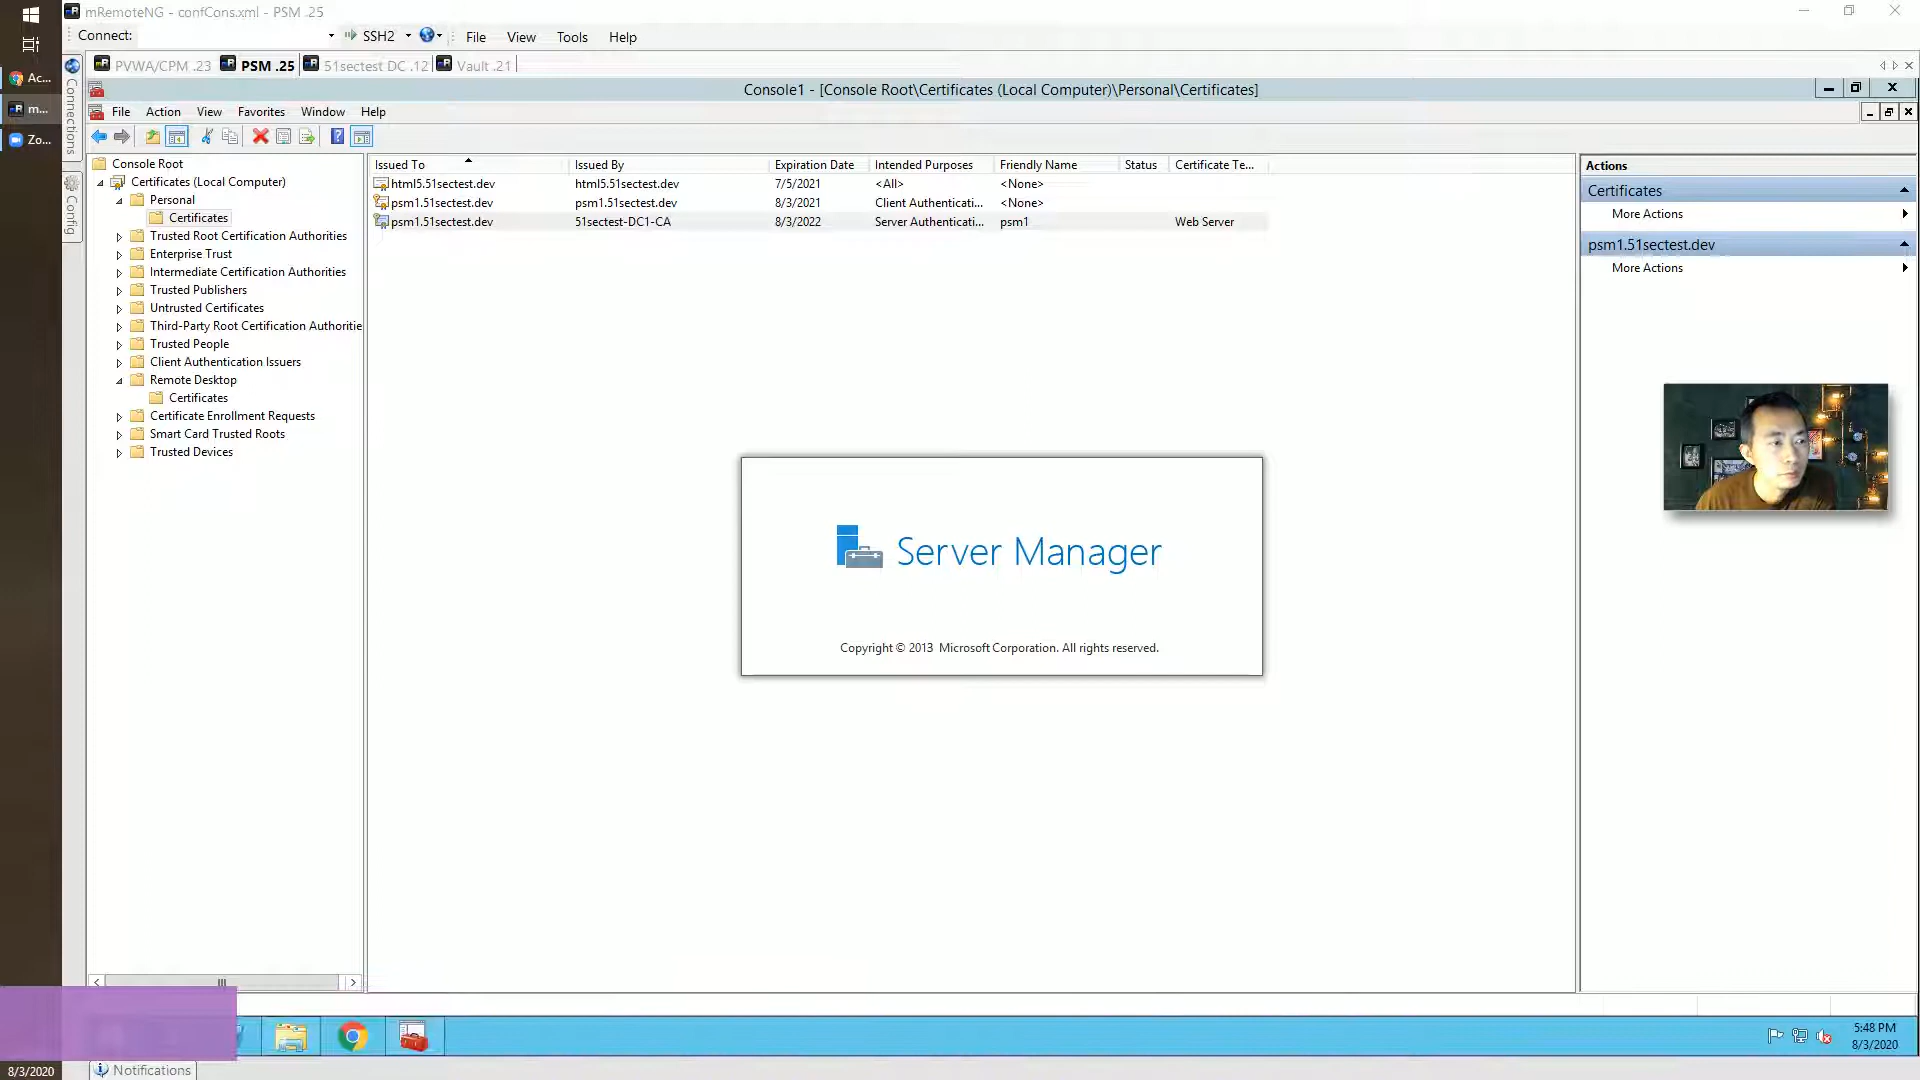 mRemoteNG - confCons.xml - PSM .25
Connect: SSH2 File View Tools Help
PVWA/CPM .23 PSM .25 51sectest DC .12 Vault .21
Ac...
m...
Zo...
Connections
Config
Console1 - [Console Root\Certificates (Local Computer)\Personal\Certificates]
File Action View Favorites Window Help
Console Root
Certificates (Local Computer)
Personal
Certificates
Trusted Root Certification Authorities
Enterprise Trust
Intermediate Certification Authorities
Trusted Publishers
Untrusted Certificates
Third-Party Root Certification Authoritie
Trusted People
Client Authentication Issuers
Remote Desktop
Certificates
Certificate Enrollment Requests
Smart Card Trusted Roots
Trusted Devices
Issued To Issued By Expiration Date Intended Purposes Friendly Name Status Certificate Te...
html5.51sectest.dev html5.51sectest.dev 7/5/2021 <All> <None>
psm1.51sectest.dev psm1.51sectest.dev 8/3/2021 Client Authenticati... <None>
psm1.51sectest.dev 51sectest-DC1-CA 8/3/2022 Server Authenticati... psm1 Web Server
Actions
Certificates
More Actions
psm1.51sectest.dev
More Actions
Server Manager
Copyright © 2013 Microsoft Corporation. All rights reserved.
5:48 PM
8/3/2020
8/3/2020
Notifications